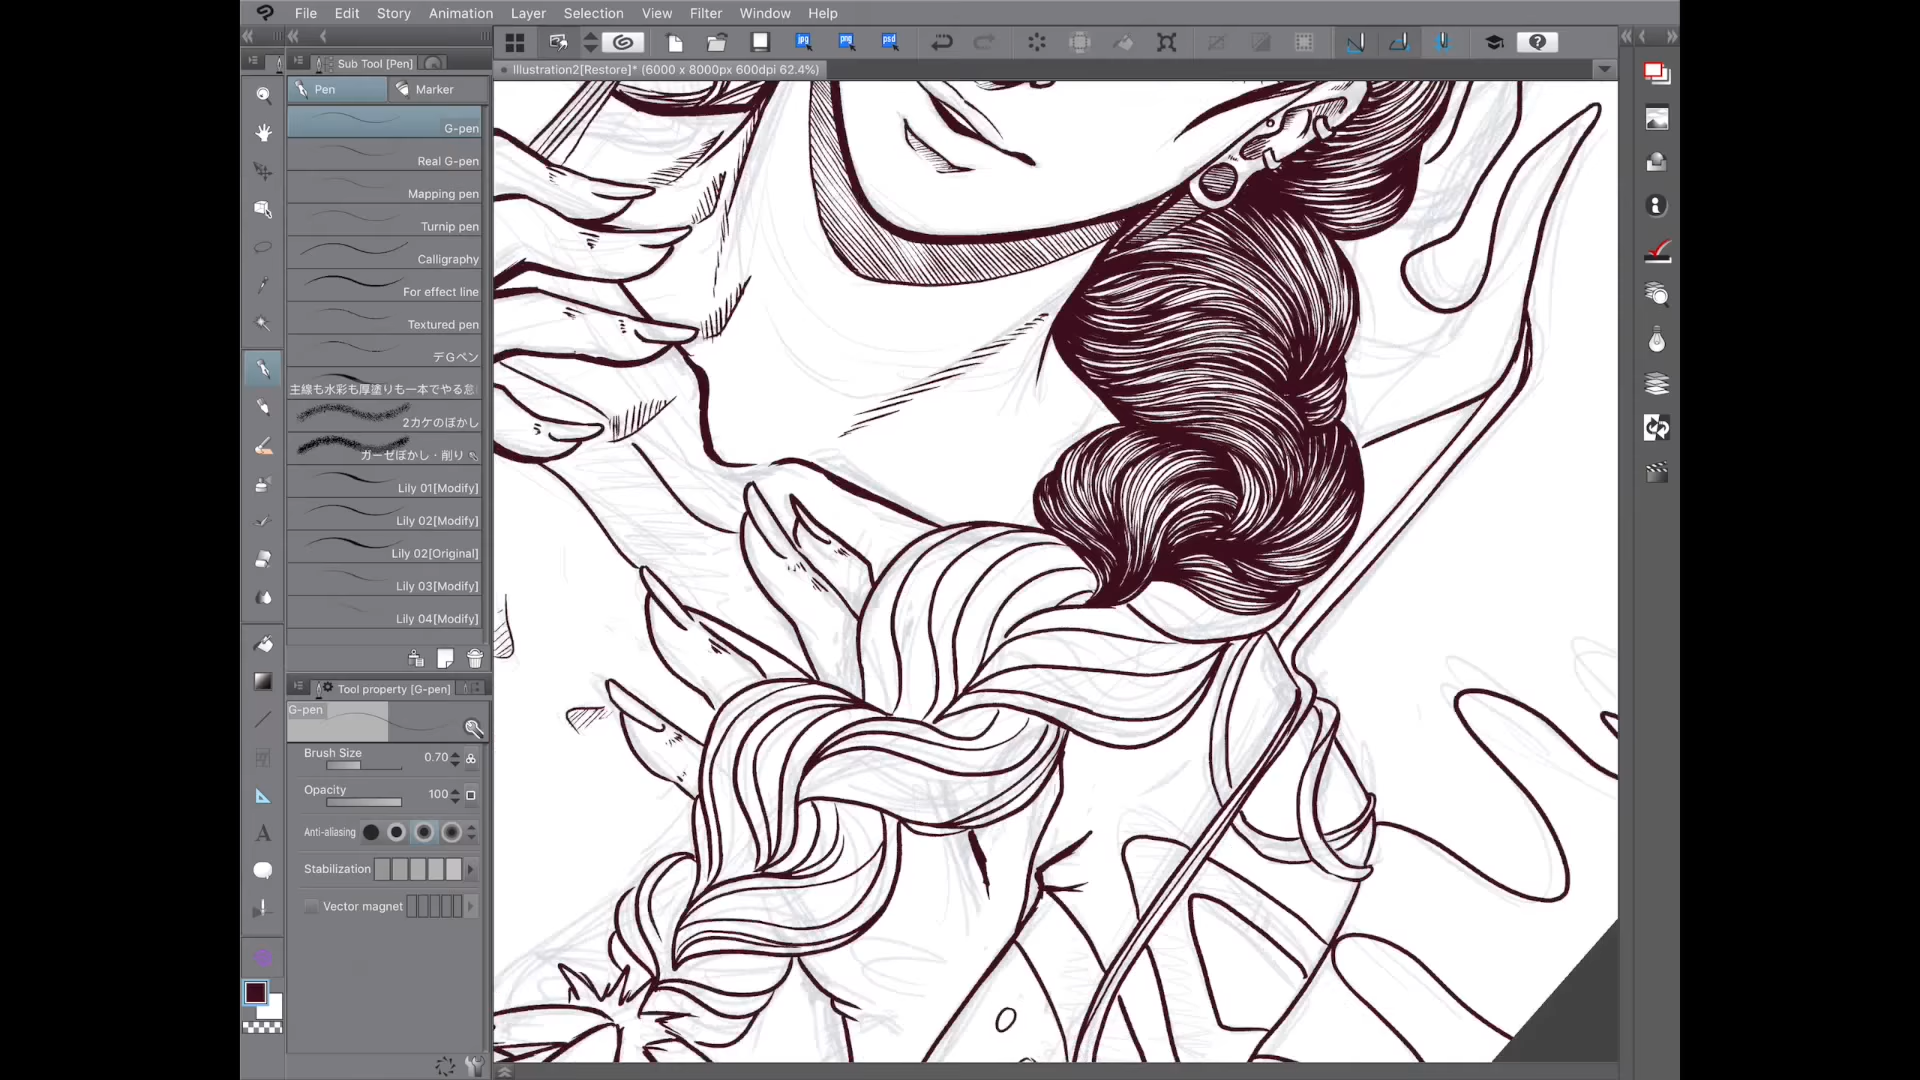 File Edit Story Animation Layer Selection View Filter Window Help
jpg png psd
Illustration2[Restore]* (6000 x 8000px 600dpi 62.4%)
Sub Tool [Pen]
Pen Marker
G-pen
Real G-pen
Mapping pen
Turnip pen
Calligraphy
For effect line
Textured pen
デGペン
主線も水彩も厚塗りも一本でやる怠
2カケのぼかし
ガーゼぼかし・削り
Lily 01[Modify]
Lily 02[Modify]
Lily 02[Original]
Lily 03[Modify]
Lily 04[Modify]
Tool property [G-pen]
G-pen
Brush Size 0.70
Opacity 100
Anti-aliasing
Stabilization
Vector magnet